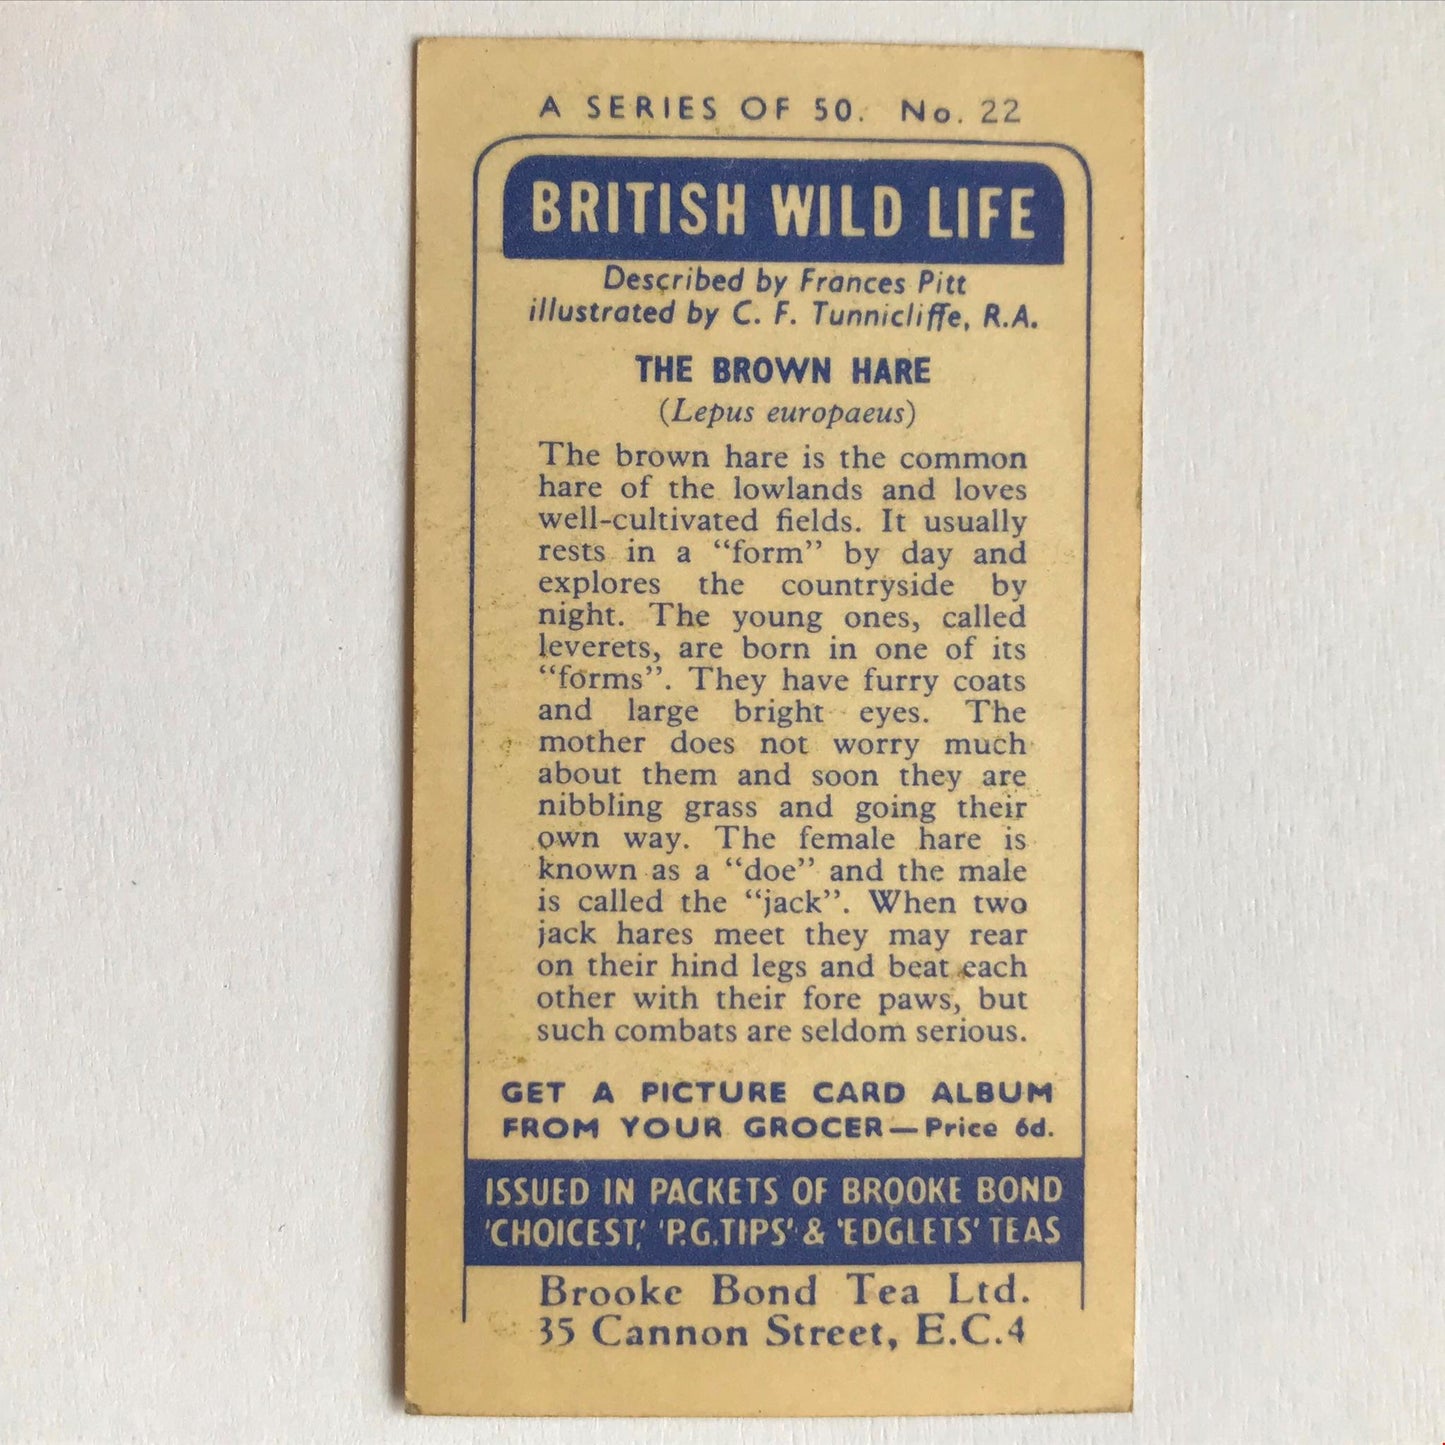 A SERIES OF 50. No. 22
BRITISH WILD LIFE
Described by Frances Pitt
illustrated by C. F. Tunnicliffe, R.A.
THE BROWN HARE
(Lepus europaeus)
The brown hare is the common
hare of the lowlands and loves
well-cultivated fields. It usually
rests in a “form” by day and
explores the countryside by
night. The young ones, called
leverets, are born in one of its
“forms”. They have furry coats
and large bright eyes. The
mother does not worry much
about them and soon they are
nibbling grass and going their
own way. The female hare is
known as a “doe” and the male
is called the “jack”. When two
jack hares meet they may rear
on their hind legs and beat each
other with their fore paws, but
such combats are seldom serious.
GET A PICTURE CARD ALBUM
FROM YOUR GROCER—Price 6d.
ISSUED IN PACKETS OF BROOKE BOND
‘CHOICEST’, ‘P.G.TIPS’ & ‘EDGLETS’ TEAS
Brooke Bond Tea Ltd.
35 Cannon Street, E.C.4